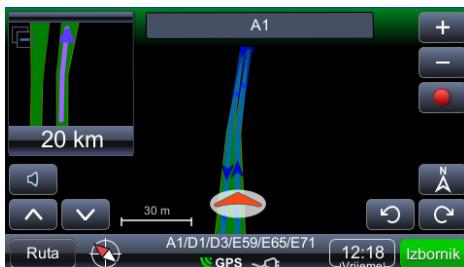 A1
+
−
20 km
N
30 m
Ruta
A1/D1/D3/E59/E65/E71
GPS
12:18
Vrijeme
Izbornik